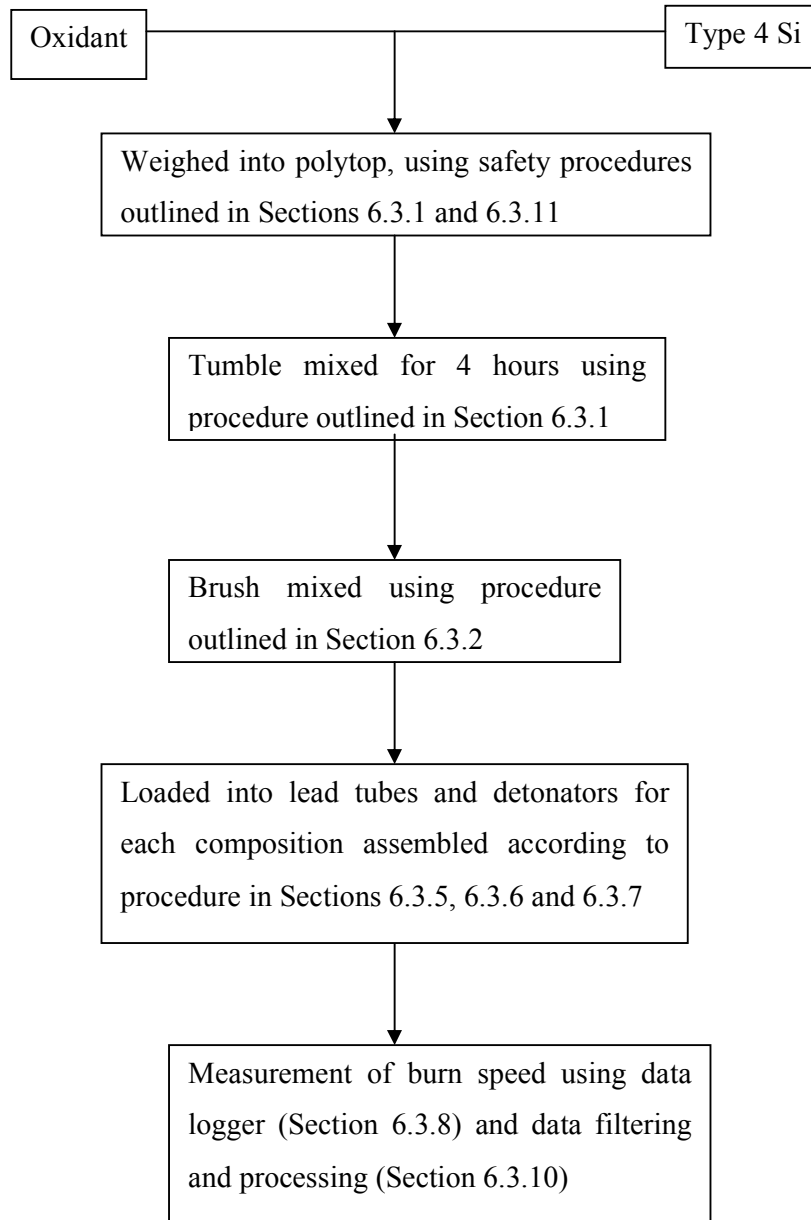 Oxidant
Type 4 Si
Weighed into polytop, using safety procedures
outlined in Sections 6.3.1 and 6.3.11
Tumble mixed for 4 hours using
procedure outlined in Section 6.3.1
Brush mixed using procedure
outlined in Section 6.3.2
Loaded into lead tubes and detonators for
each composition assembled according to
procedure in Sections 6.3.5, 6.3.6 and 6.3.7
Measurement of burn speed using data
logger (Section 6.3.8) and data filtering
and processing (Section 6.3.10)